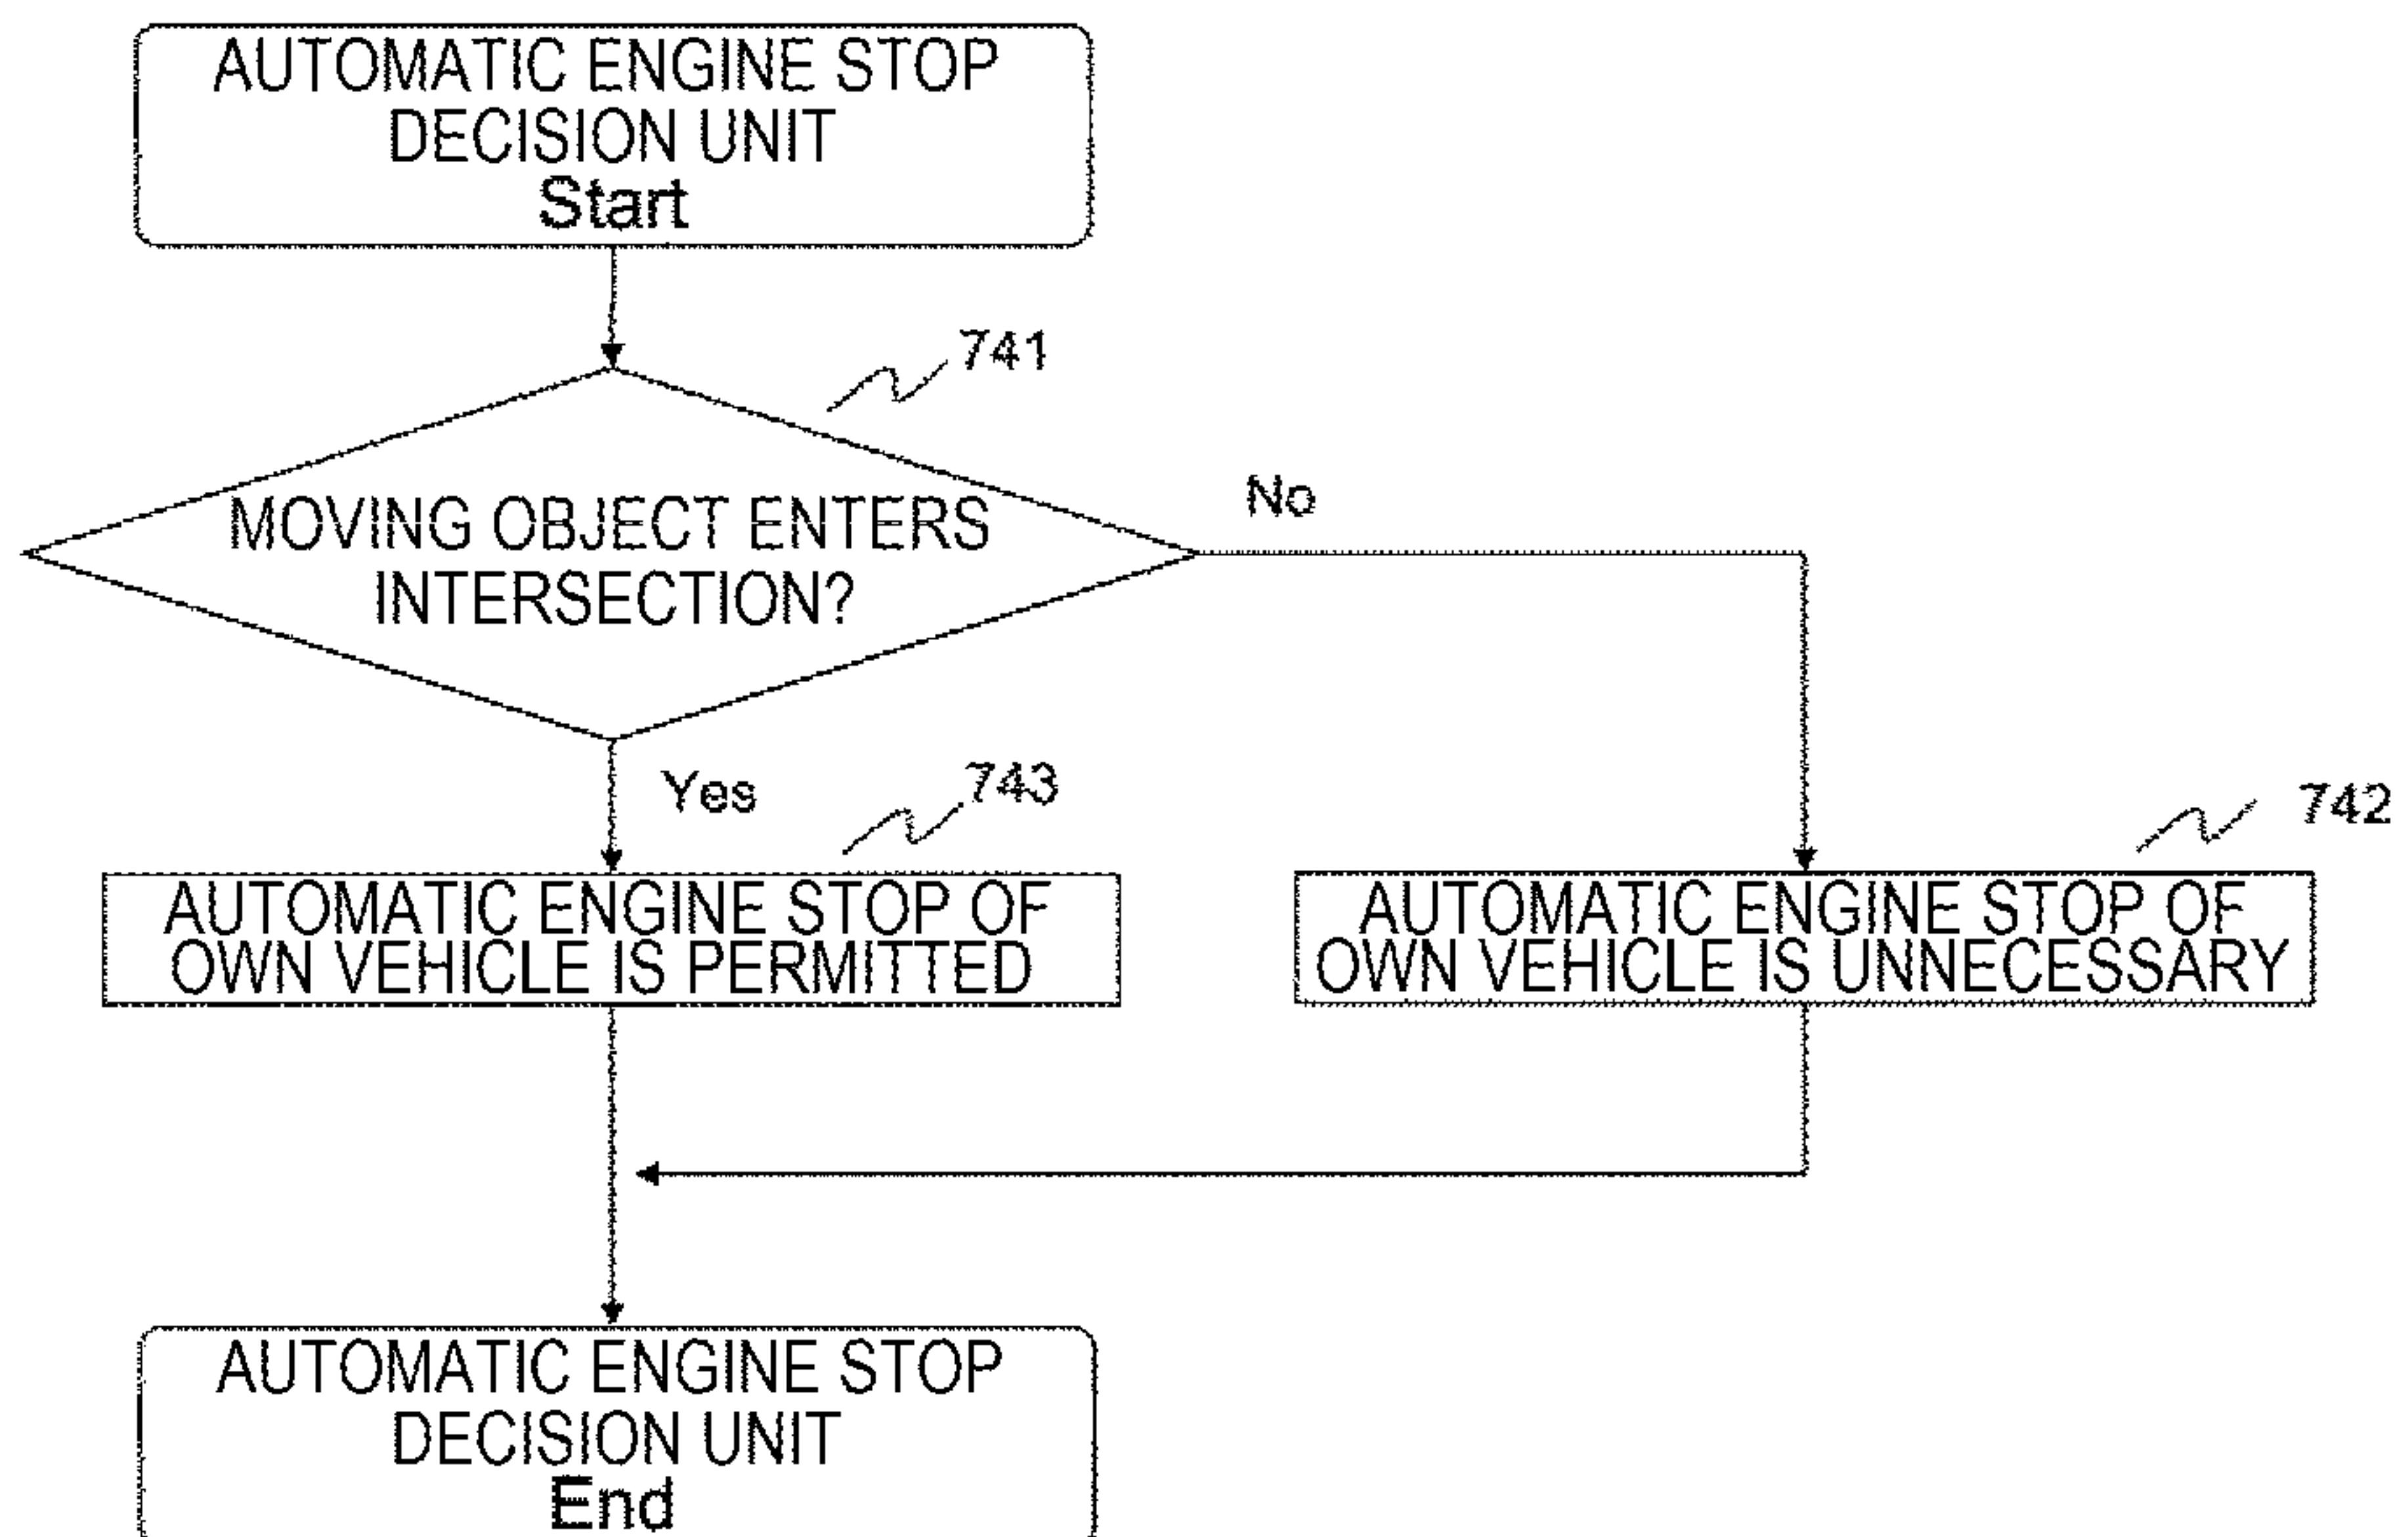 AUTOMATIC ENGINE STOP
DECISION UNIT
Start
741
MOVING OBJECT ENTERS
INTERSECTION?
No
Yes
743
742
AUTOMATIC ENGINE STOP OF
OWN VEHICLE IS PERMITTED
AUTOMATIC ENGINE STOP OF
OWN VEHICLE IS UNNECESSARY
AUTOMATIC ENGINE STOP
DECISION UNIT
End